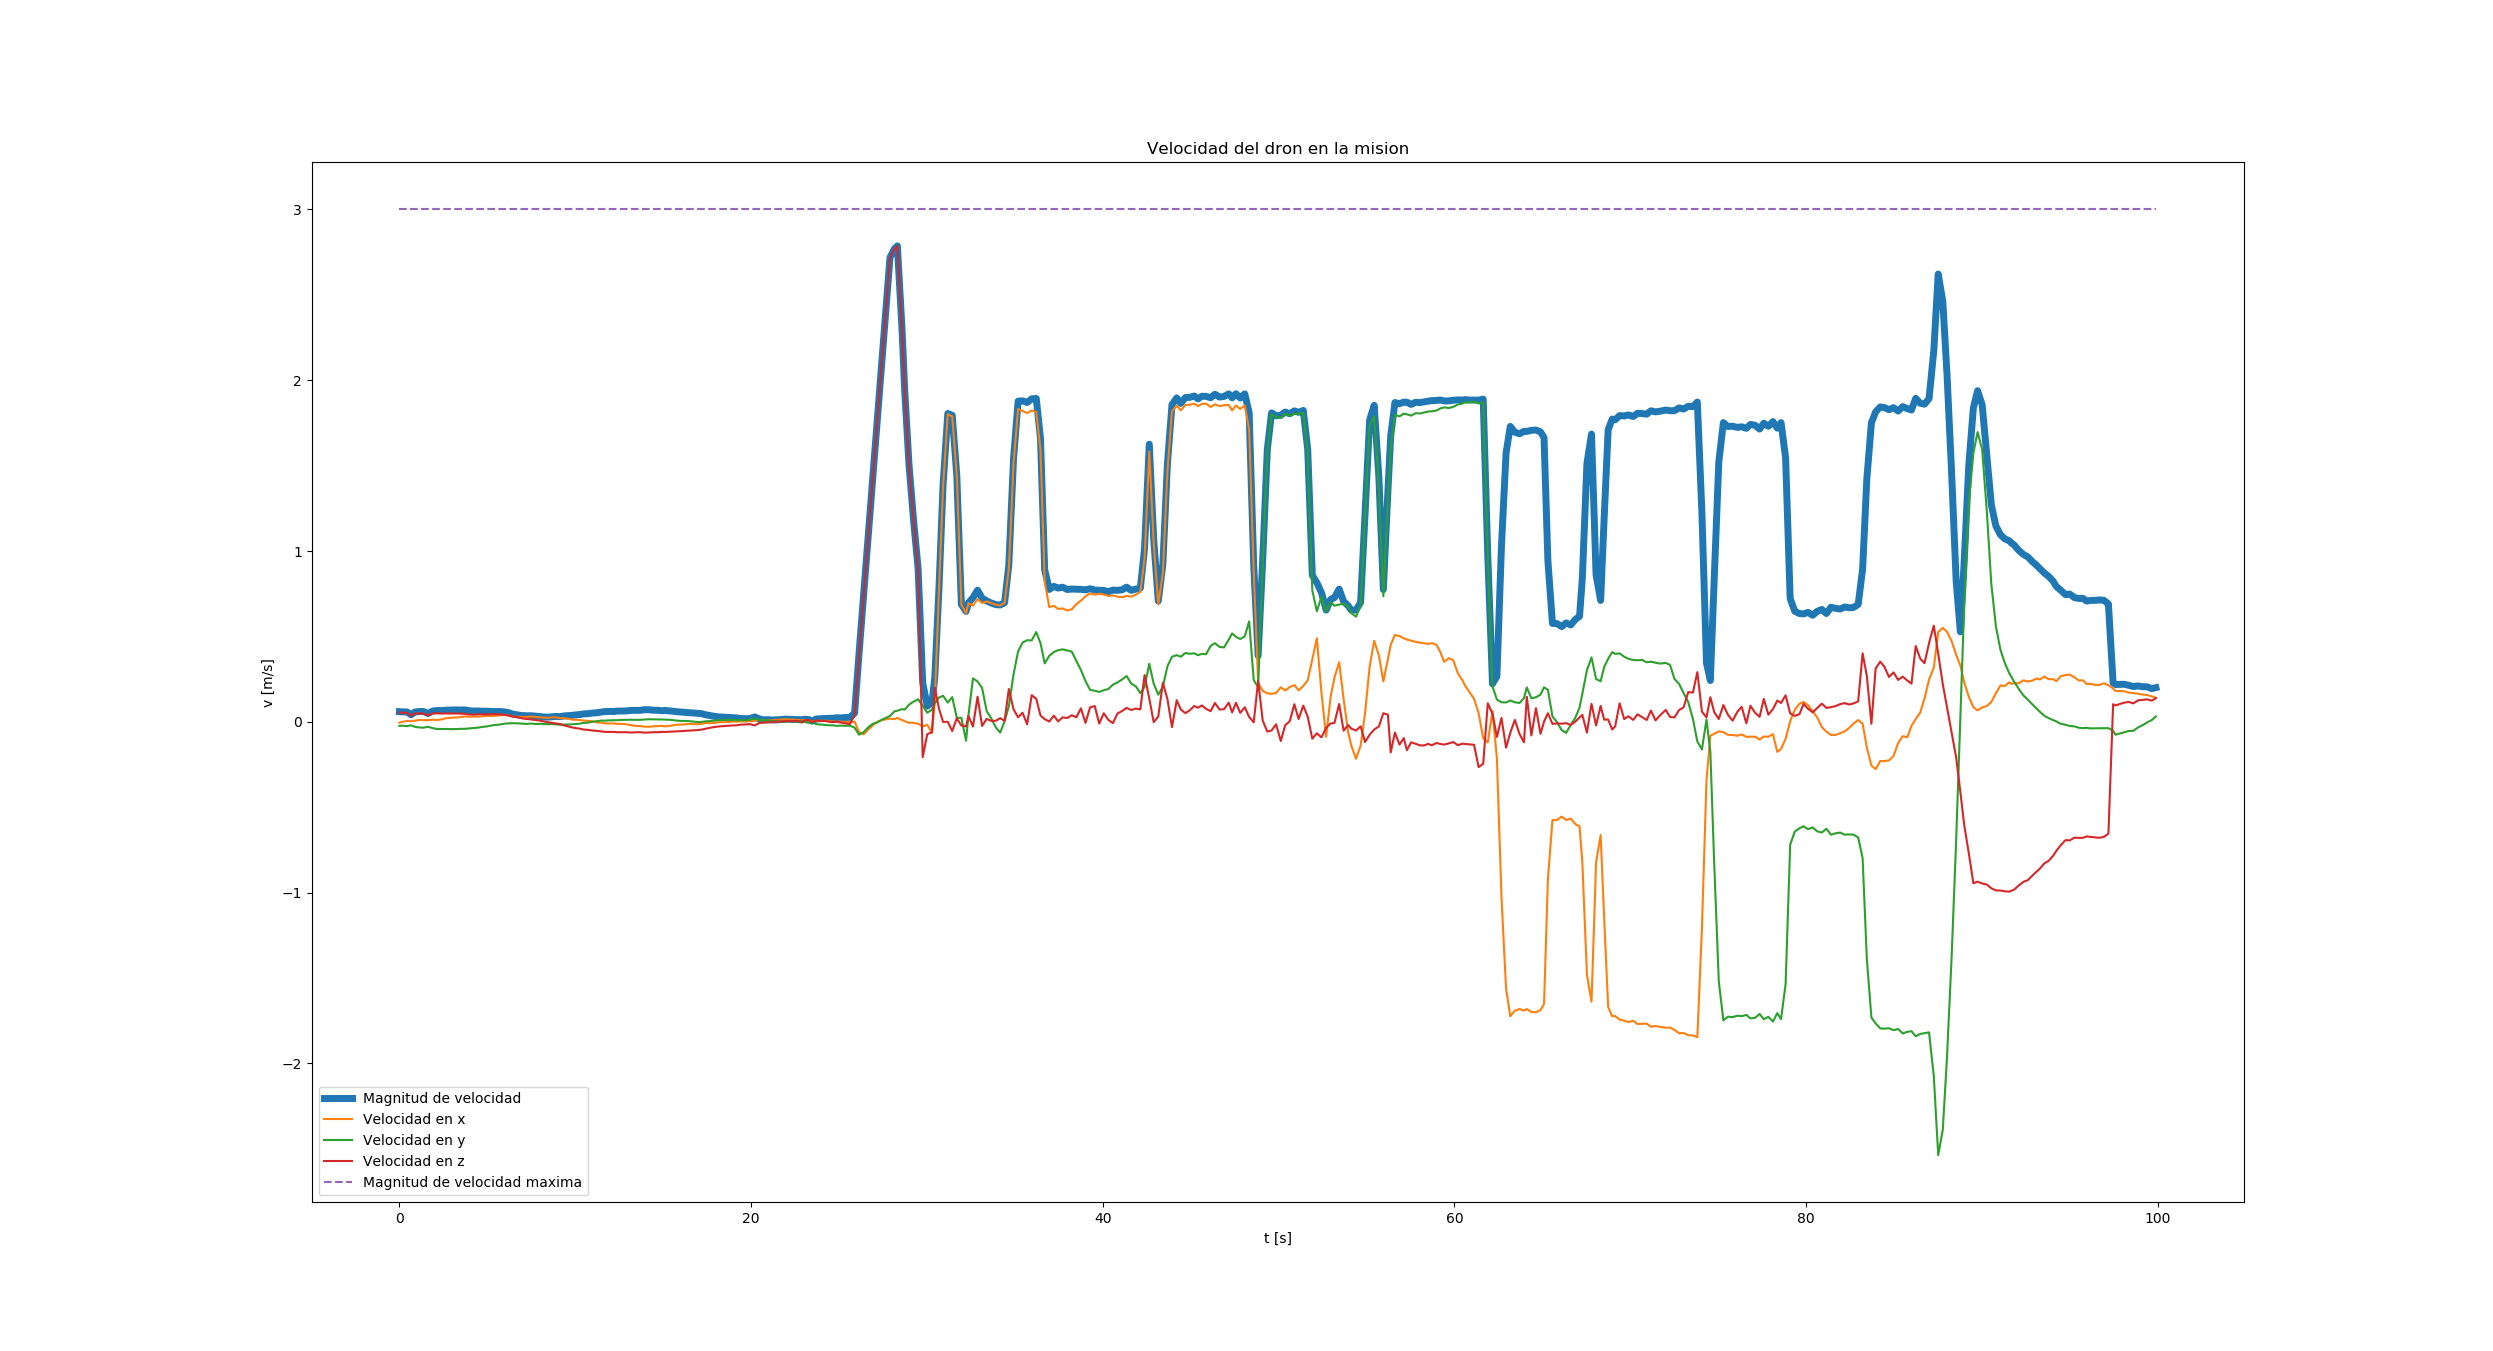 Velocidad del dron en la mision
3
2
1
0
−1
−2
v [m/s]
0 20 40 60 80 100
t [s]
Magnitud de velocidad
Velocidad en x
Velocidad en y
Velocidad en z
Magnitud de velocidad maxima